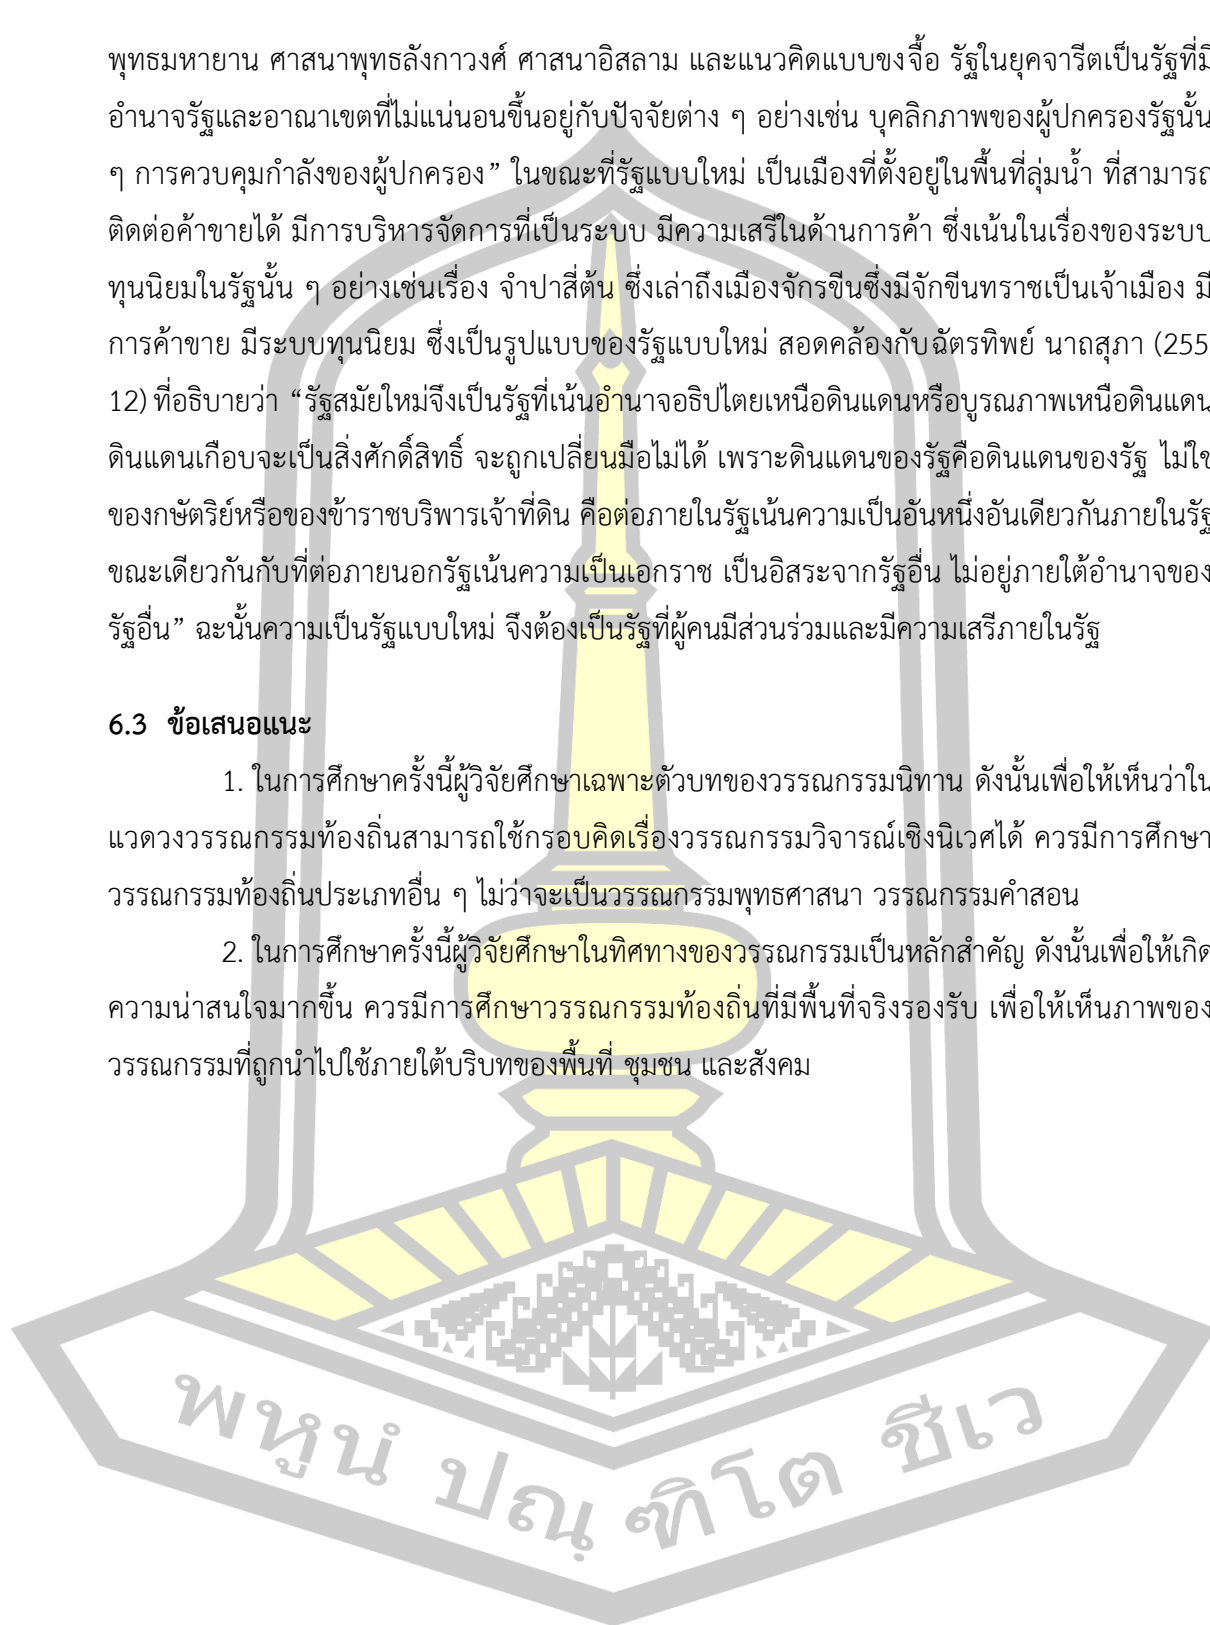 พุทธมหายาน ศาสนาพุทธลังกาวงศ์ ศาสนาอิสลาม และแนวคิดแบบขงจื้อ รัฐในยุคจารีตเป็นรัฐที่มี
อำนาจรัฐและอาณาเขตที่ไม่แน่นอนขึ้นอยู่กับปัจจัยต่าง ๆ อย่างเช่น บุคลิกภาพของผู้ปกครองรัฐนั้น
ๆ การควบคุมกำลังของผู้ปกครอง” ในขณะที่รัฐแบบใหม่ เป็นเมืองที่ตั้งอยู่ในพื้นที่ลุ่มน้ำ ที่สามารถ
ติดต่อค้าขายได้ มีการบริหารจัดการที่เป็นระบบ มีความเสรีในด้านการค้า ซึ่งเน้นในเรื่องของระบบ
ทุนนิยมในรัฐนั้น ๆ อย่างเช่นเรื่อง จำปาสี่ต้น ซึ่งเล่าถึงเมืองจักรขีนซึ่งมีจักขีนทราชเป็นเจ้าเมือง มี
การค้าขาย มีระบบทุนนิยม ซึ่งเป็นรูปแบบของรัฐแบบใหม่ สอดคล้องกับฉัตรทิพย์ นาถสุภา (255
12) ที่อธิบายว่า “รัฐสมัยใหม่จึงเป็นรัฐที่เน้นอำนาจอธิปไตยเหนือดินแดนหรือบูรณภาพเหนือดินแดน
ดินแดนเกือบจะเป็นสิ่งศักดิ์สิทธิ์ จะถูกเปลี่ยนมือไม่ได้ เพราะดินแดนของรัฐคือดินแดนของรัฐ ไม่ใช
ของกษัตริย์หรือของข้าราชบริพารเจ้าที่ดิน คือต่อภายในรัฐเน้นความเป็นอันหนึ่งอันเดียวกันภายในรัฐ
ขณะเดียวกันกับที่ต่อภายนอกรัฐเน้นความเป็นเอกราช เป็นอิสระจากรัฐอื่น ไม่อยู่ภายใต้อำนาจของ
รัฐอื่น” ฉะนั้นความเป็นรัฐแบบใหม่ จึงต้องเป็นรัฐที่ผู้คนมีส่วนร่วมและมีความเสรีภายในรัฐ
6.3 ข้อเสนอแนะ
1. ในการศึกษาครั้งนี้ผู้วิจัยศึกษาเฉพาะตัวบทของวรรณกรรมนิทาน ดังนั้นเพื่อให้เห็นว่าใน
แวดวงวรรณกรรมท้องถิ่นสามารถใช้กรอบคิดเรื่องวรรณกรรมวิจารณ์เชิงนิเวศได้ ควรมีการศึกษา
วรรณกรรมท้องถิ่นประเภทอื่น ๆ ไม่ว่าจะเป็นวรรณกรรมพุทธศาสนา วรรณกรรมคำสอน
2. ในการศึกษาครั้งนี้ผู้วิจัยศึกษาในทิศทางของวรรณกรรมเป็นหลักสำคัญ ดังนั้นเพื่อให้เกิด
ความน่าสนใจมากขึ้น ควรมีการศึกษาวรรณกรรมท้องถิ่นที่มีพื้นที่จริงรองรับ เพื่อให้เห็นภาพของ
วรรณกรรมที่ถูกนำไปใช้ภายใต้บริบทของพื้นที่ ชุมชน และสังคม
พหูนํ ปณฺฑิโต ชีเว